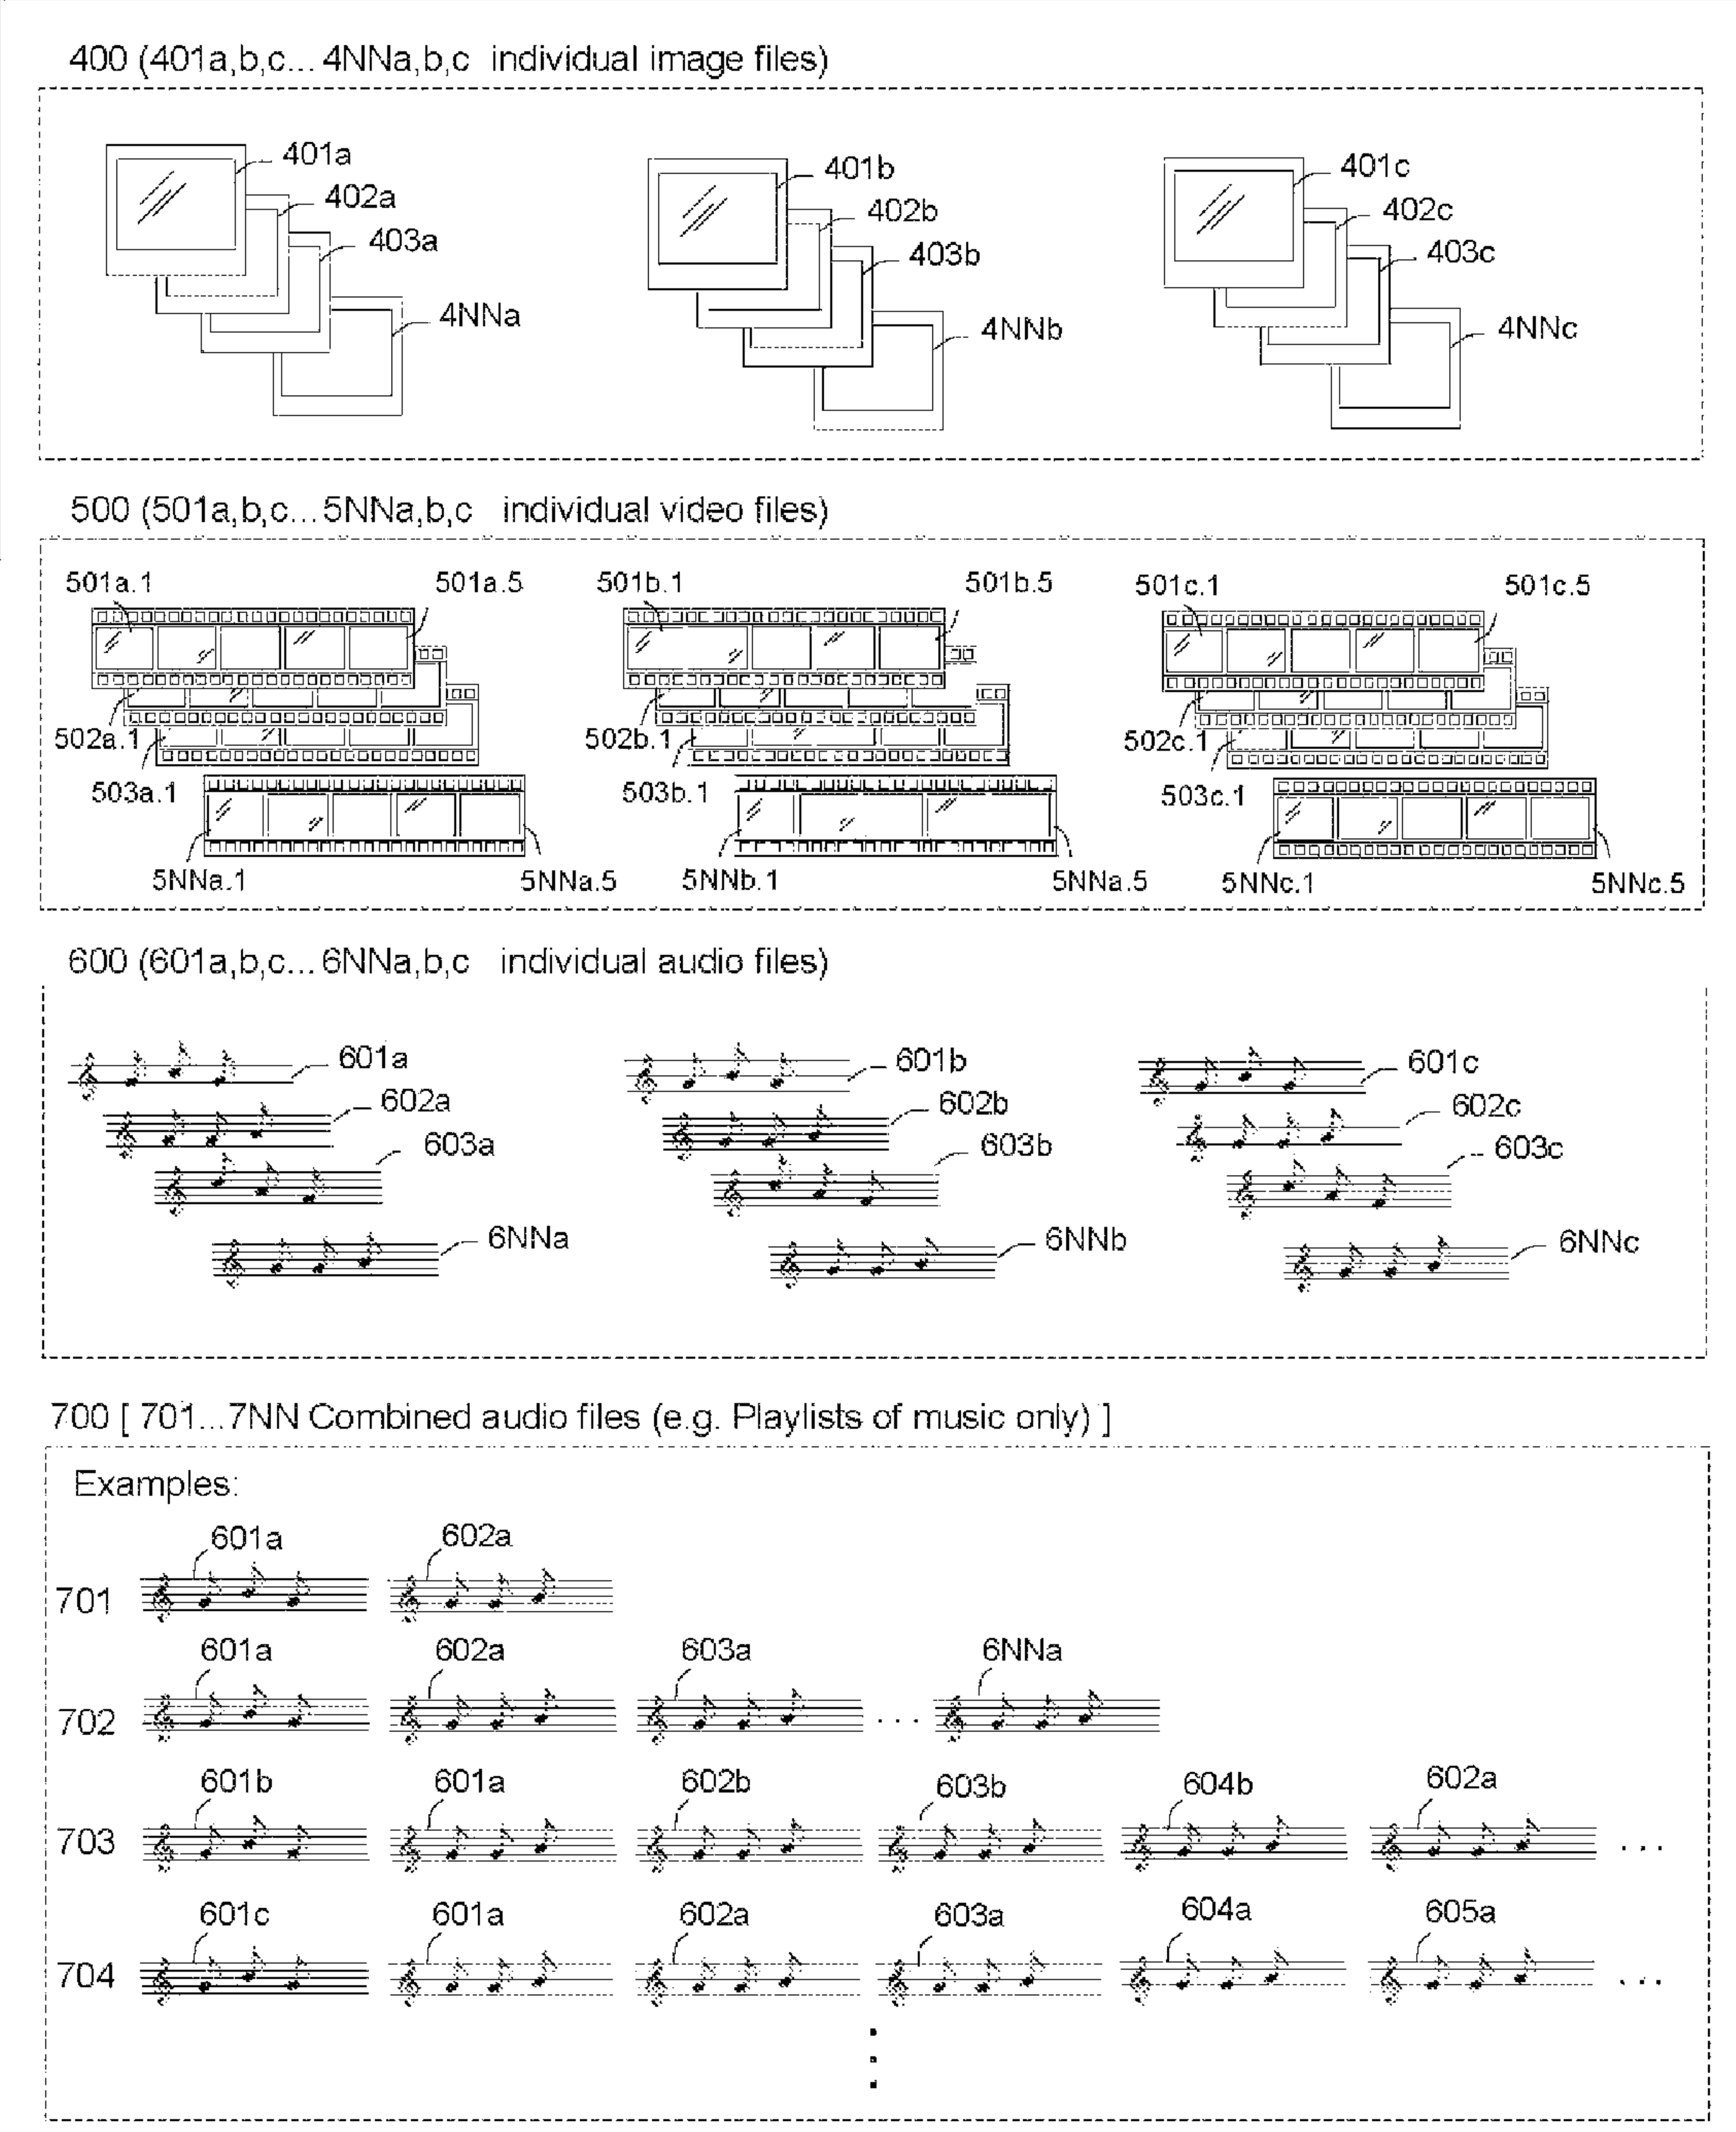 400 (401a,b,c... 4NNa,b,c individual image files)
401a
401b
401c
402a
402b
402c
403a
403b
403c
4NNa
4NNb
4NNc
500 (501a,b,c... 5NNa,b,c individual video files)
501a.1 501a.5 501b.1 501b.5 501c.1 501c.5
502a.1 502b.1 502c.1
503a.1 503b.1 503c.1
5NNa.1 5NNa.5 5NNb.1 5NNa.5 5NNc.1 5NNc.5
600 (601a,b,c... 6NNa,b,c individual audio files)
601a 601b 601c
602a 602b 602c
603a 603b 603c
6NNa 6NNb 6NNc
700 [ 701...7NN Combined audio files (e.g. Playlists of music only) ]
Examples:
601a 602a
701
601a 602a 603a 6NNa
702 . . .
601b 601a 602b 603b 604b 602a
703 . . .
601c 601a 602a 603a 604a 605a
704 . . .